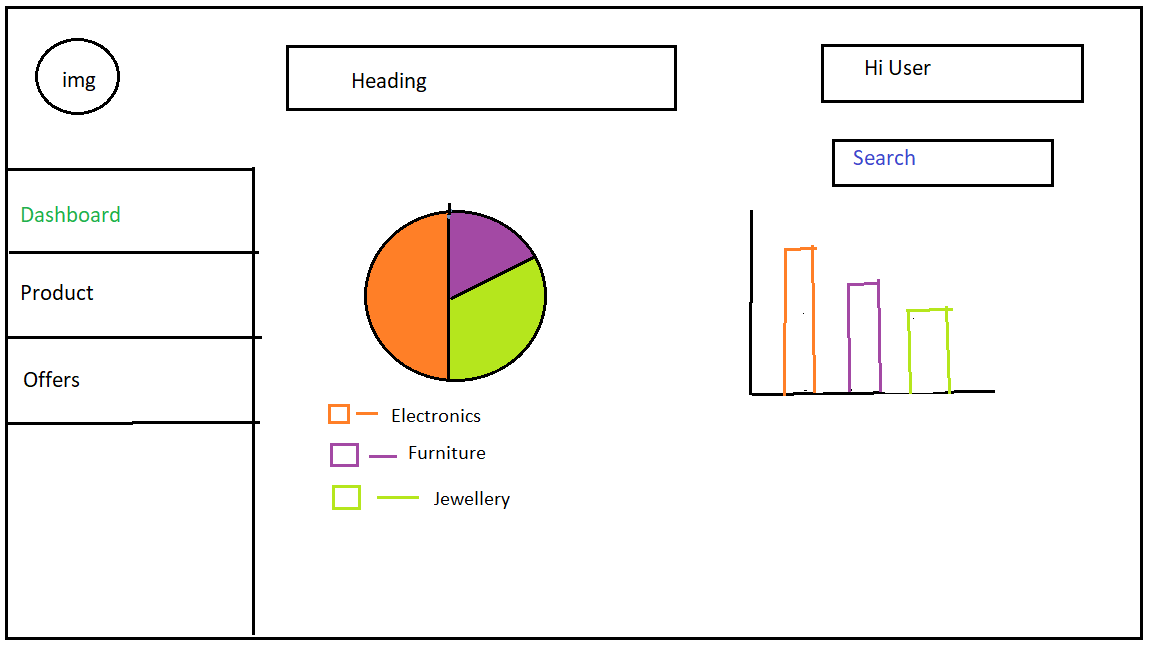 img
Heading
Hi User
Search
Dashboard
Product
Offers
Electronics
Furniture
Jewellery